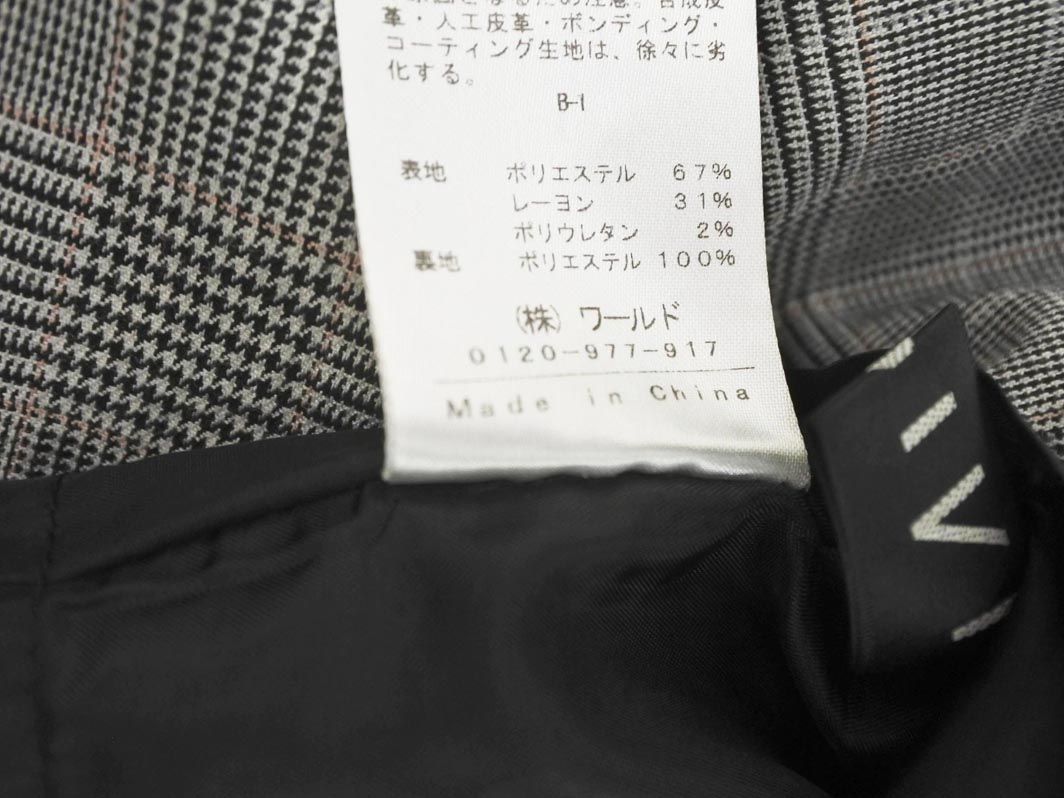 革・人工皮革・ボンディング・
コーティング生地は、徐々に劣
化する。
B-1
表地 ポリエステル 67%
レーヨン 31%
ポリウレタン 2%
裏地 ポリエステル 100%
(株) ワールド
0120-977-917
Made in China